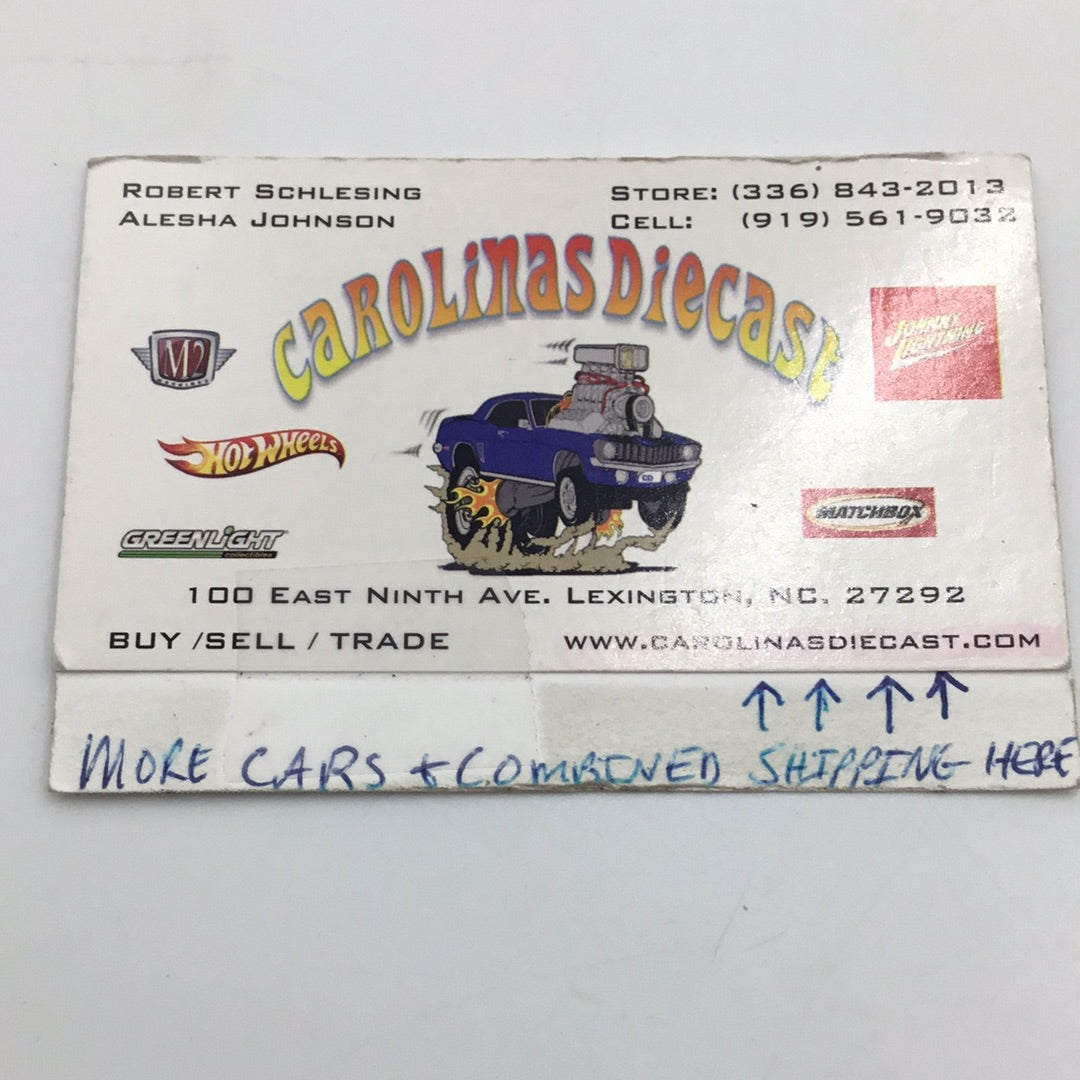 ROBERT SCHLESING
ALESHA JOHNSON
STORE: (336) 843-2013
CELL: (919) 561-9032
CAROLINAS DIECAST
M2
MACHINES
JOHNNY
LIGHTNING
HOT WHEELS
MATCHBOX
GREENLIGHT
collectibles
100 EAST NINTH AVE. LEXINGTON, NC. 27292
BUY /SELL / TRADE
WWW.CAROLINASDIECAST.COM
↑ ↑ ↑ ↑
MORE CARS + COMBINED SHIPPING HERE